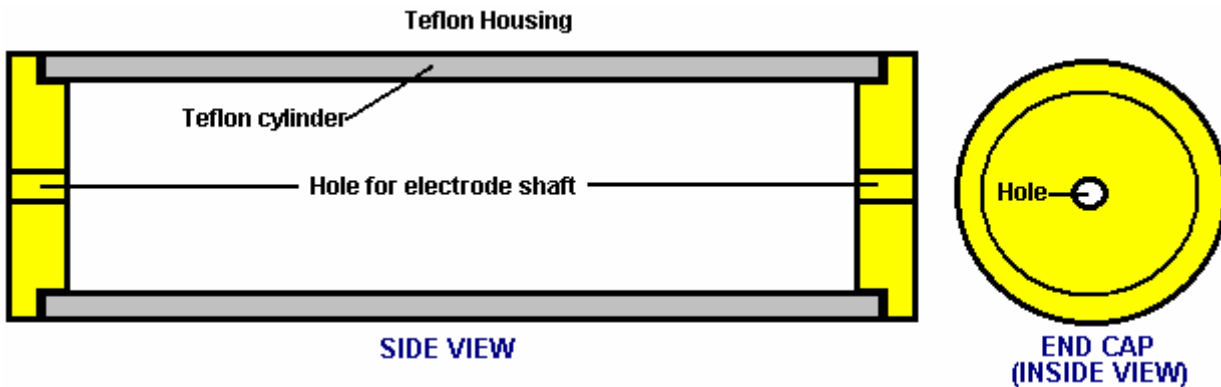 Teflon Housing
Teflon cylinder
Hole for electrode shaft
Hole
SIDE VIEW
END CAP
(INSIDE VIEW)